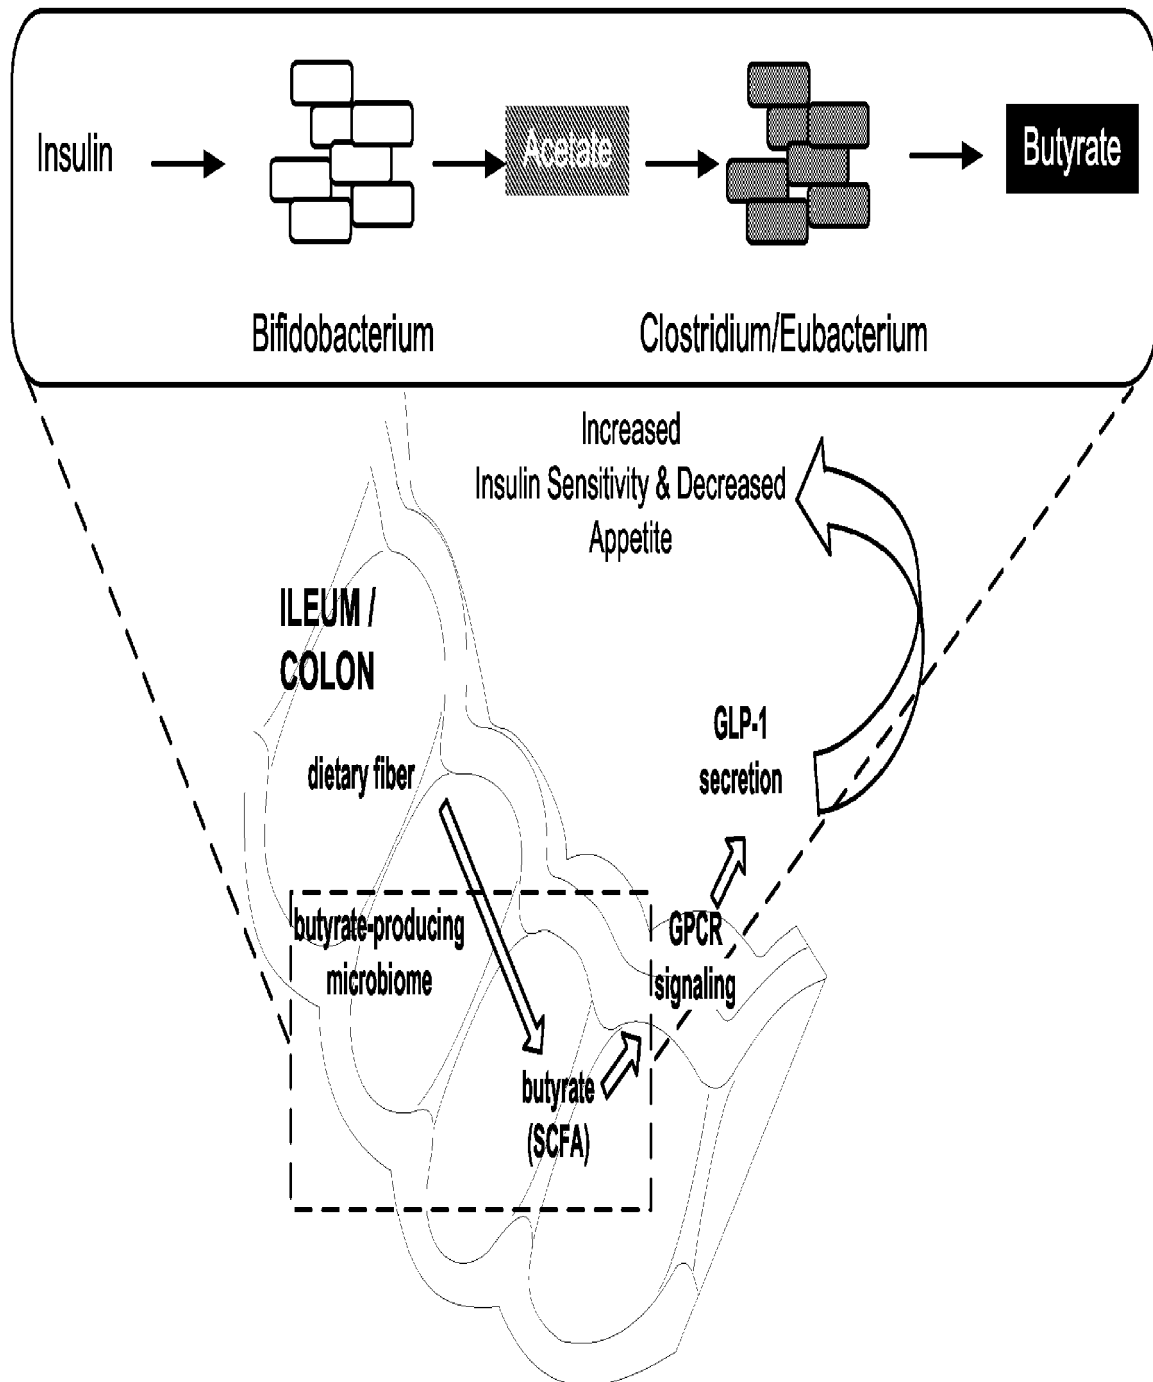 Insulin
Acetate
Butyrate
Bifidobacterium
Clostridium/Eubacterium
Increased
Insulin Sensitivity & Decreased
Appetite
ILEUM /
COLON
GLP-1
secretion
dietary fiber
butyrate-producing
microbiome
GPCR
signaling
butyrate
(SCFA)